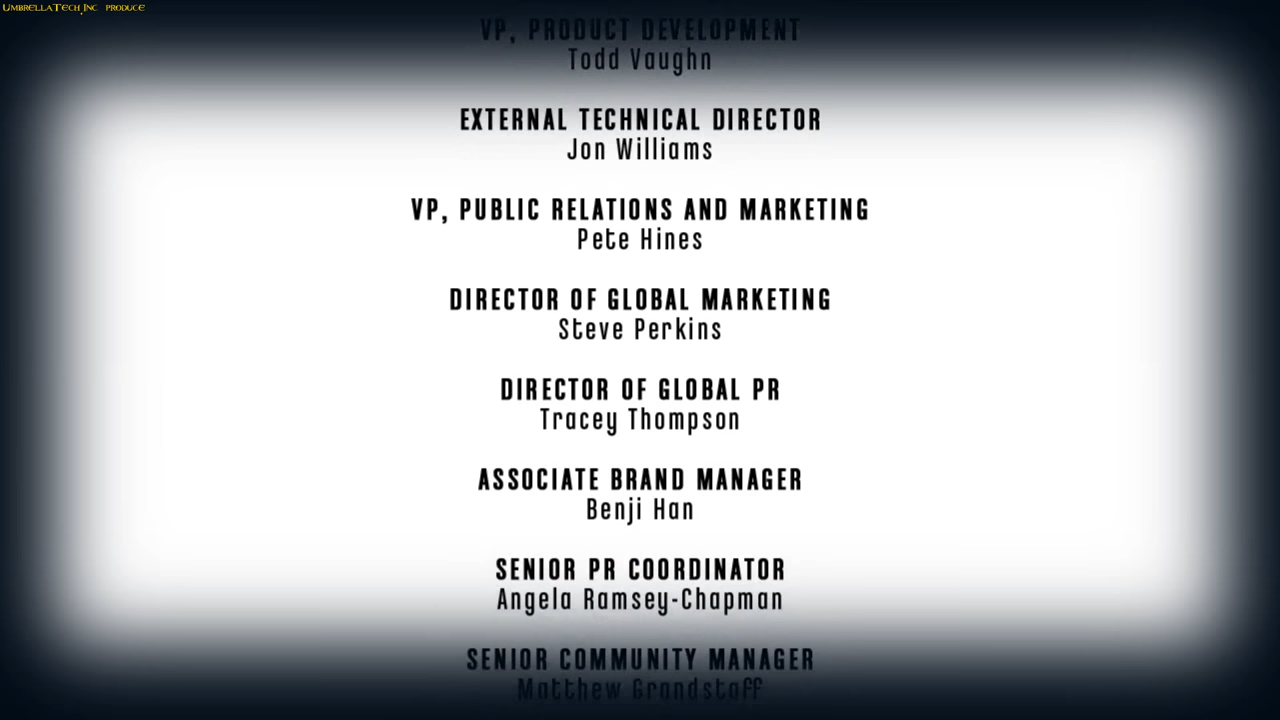 UmbrellaTech.Inc produce
VP, PRODUCT DEVELOPMENT
Todd Vaughn
EXTERNAL TECHNICAL DIRECTOR
Jon Williams
VP, PUBLIC RELATIONS AND MARKETING
Pete Hines
DIRECTOR OF GLOBAL MARKETING
Steve Perkins
DIRECTOR OF GLOBAL PR
Tracey Thompson
ASSOCIATE BRAND MANAGER
Benji Han
SENIOR PR COORDINATOR
Angela Ramsey-Chapman
SENIOR COMMUNITY MANAGER
Matthew Grandstaff